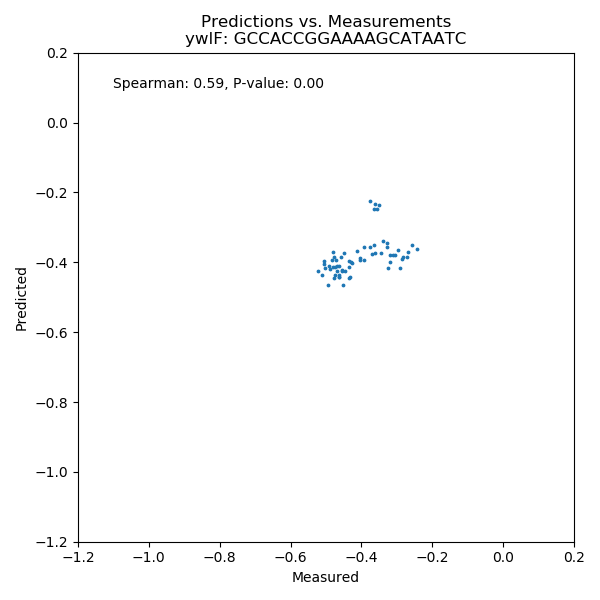 Predictions vs. Measurements
ywlF: GCCACCGGAAAAGCATAATC
Spearman: 0.59, P-value: 0.00
0.2
0.0
−0.2
−0.4
−0.6
−0.8
−1.0
−1.2
Predicted
−1.2 −1.0 −0.8 −0.6 −0.4 −0.2 0.0 0.2
Measured